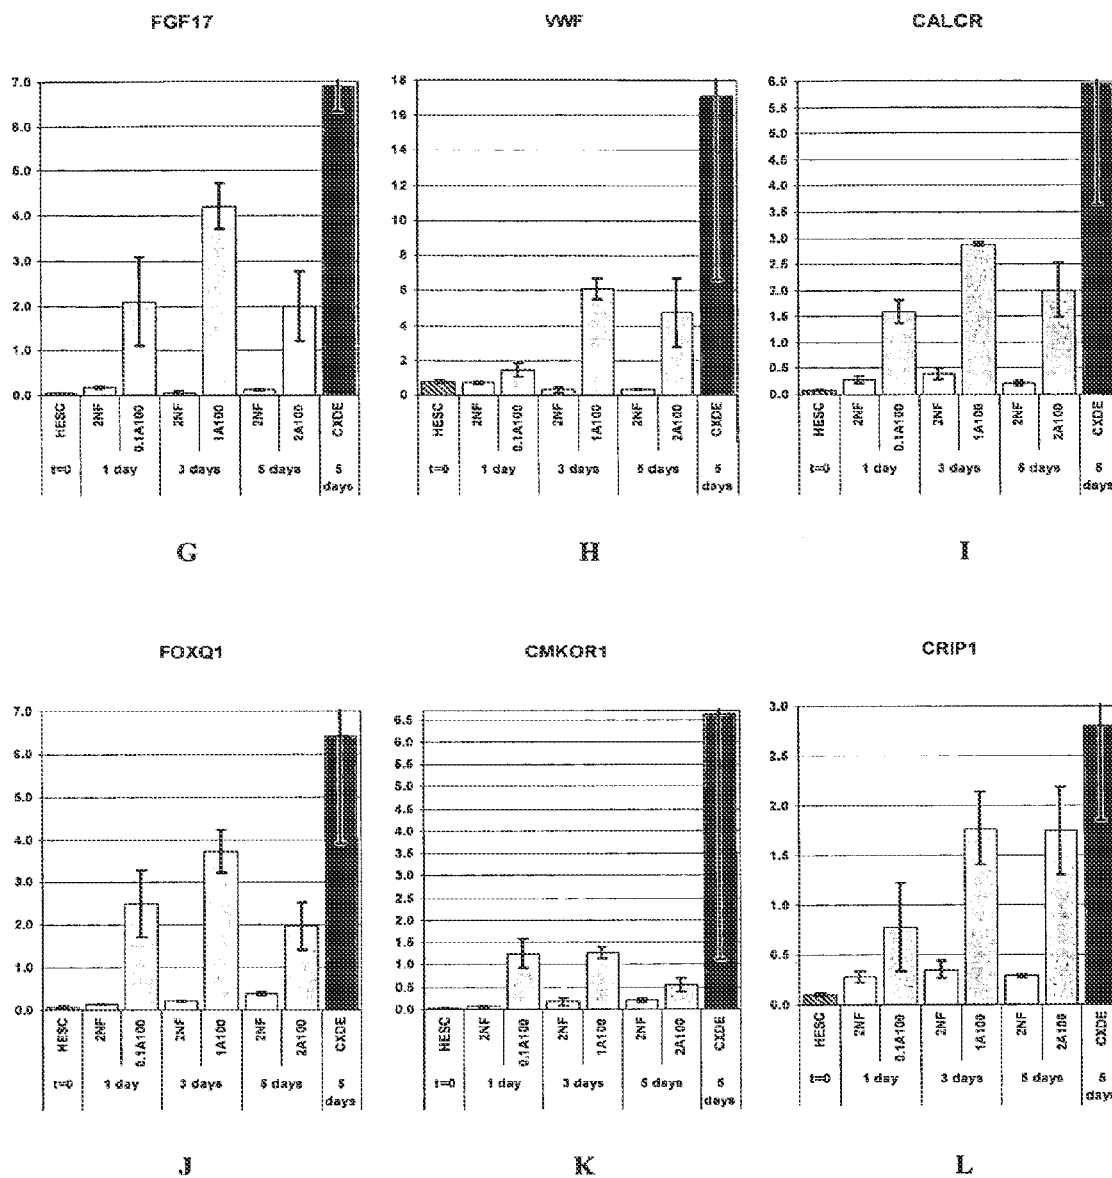 FGF17
7.0
6.0
5.0
4.0
3.0
2.0
1.0
0.0
HESC
2NF
0.1A100
2NF
1A100
2NF
2A100
CXDE
t=0
1 day
3 days
5 days
5
days
G
VWF
18
16
14
12
10
8
6
4
2
0
HESC
2NF
0.1A100
2NF
1A100
2NF
2A100
CXDE
t=0
1 day
3 days
5 days
5
days
H
CALCR
6.0
5.5
5.0
4.5
4.0
3.5
3.0
2.5
2.0
1.5
1.0
0.5
0.0
HESC
2NF
0.1A100
2NF
1A100
2NF
2A100
CXDE
t=0
1 day
3 days
5 days
5
days
I
FOXQ1
7.0
6.0
5.0
4.0
3.0
2.0
1.0
0.0
HESC
2NF
0.1A100
2NF
1A100
2NF
2A100
CXDE
t=0
1 day
3 days
5 days
5
days
J
CMKOR1
6.5
6.0
5.5
5.0
4.5
4.0
3.5
3.0
2.5
2.0
1.5
1.0
0.5
0.0
HESC
2NF
0.1A100
2NF
1A100
2NF
2A100
CXDE
t=0
1 day
3 days
5 days
5
days
K
CRIP1
3.0
2.5
2.0
1.5
1.0
0.5
0.0
HESC
2NF
0.1A100
2NF
1A100
2NF
2A100
CXDE
t=0
1 day
3 days
5 days
5
days
L